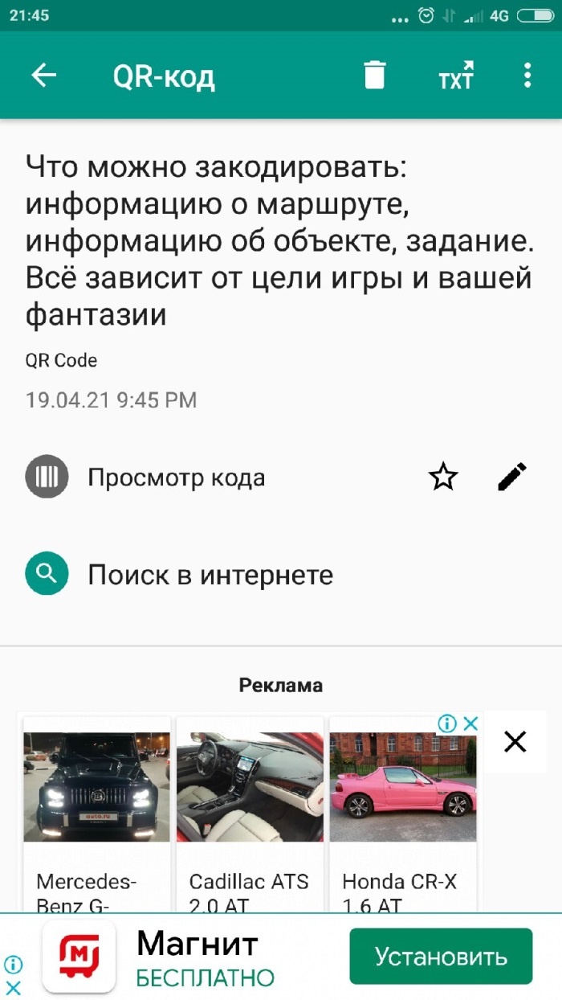 21:45
4G
QR-код
TXT
Что можно закодировать:
информацию о маршруте,
информацию об объекте, задание.
Всё зависит от цели игры и вашей
фантазии
QR Code
19.04.21 9:45 PM
Просмотр кода
Поиск в интернете
Реклама
auto.ru
Mercedes- Cadillac ATS Honda CR-X
Benz G- 2.0 AT 1.6 AT
Магнит
БЕСПЛАТНО
Установить